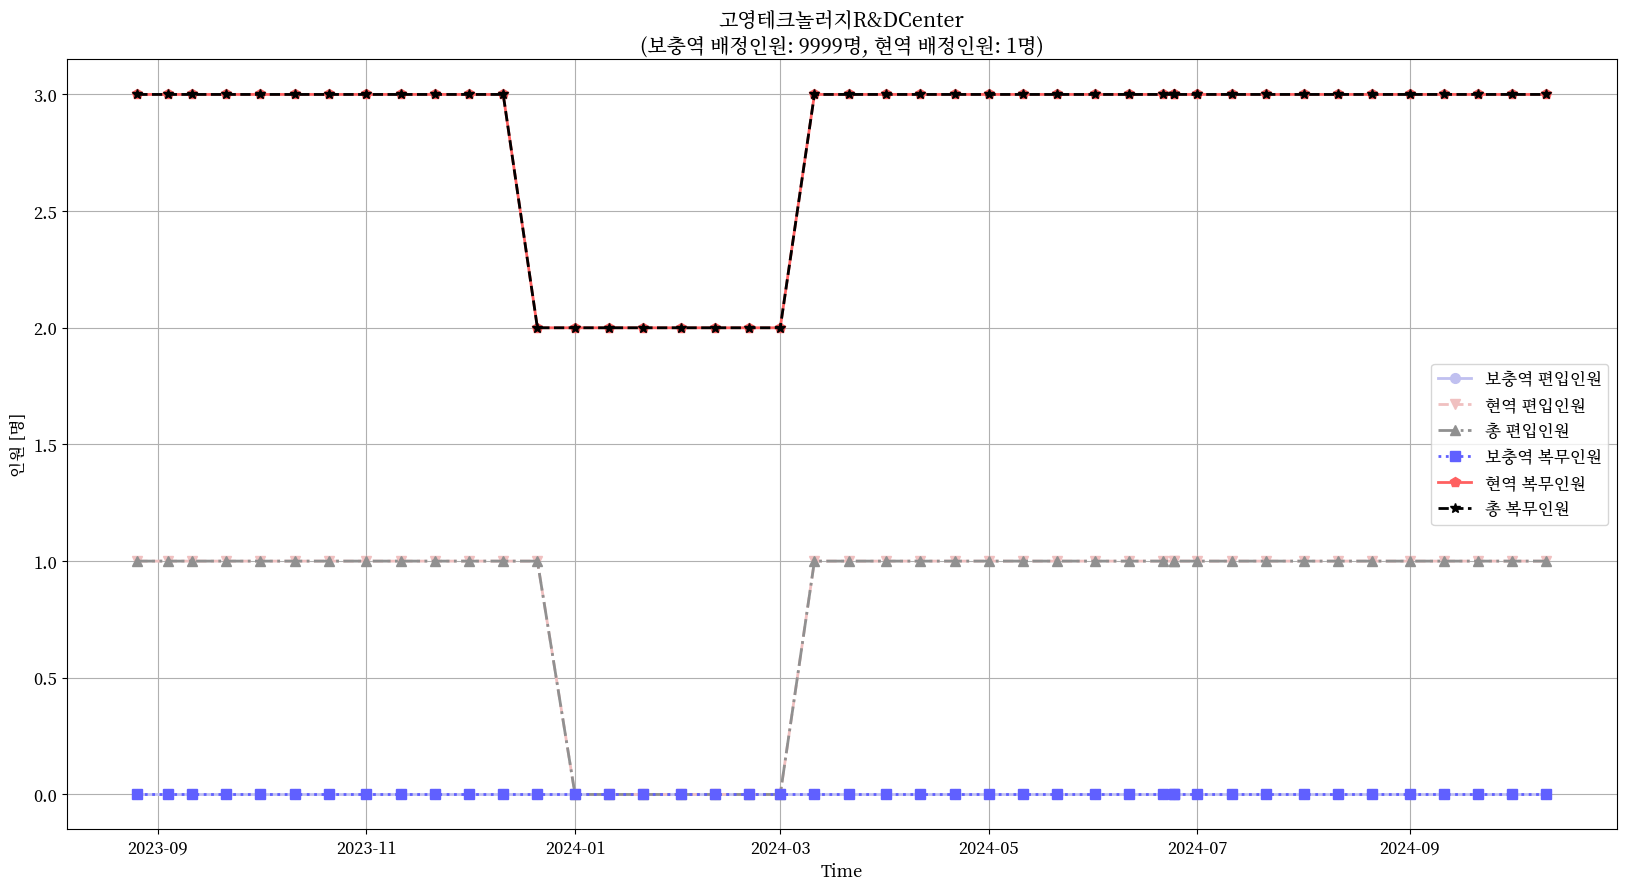 고영테크놀러지R&DCenter
(보충역 배정인원: 9999명, 현역 배정인원: 1명)
3.0
2.5
2.0
1.5
1.0
0.5
0.0
인원 [명]
보충역 편입인원
현역 편입인원
총 편입인원
보충역 복무인원
현역 복무인원
총 복무인원
2023-09
2023-11
2024-01
2024-03
2024-05
2024-07
2024-09
Time